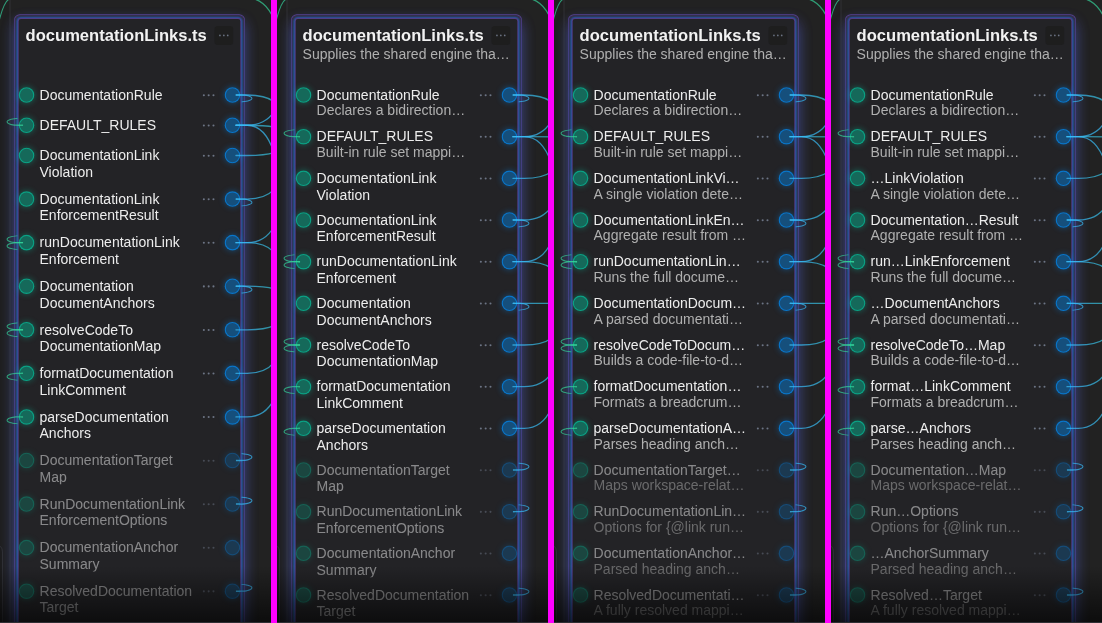 documentationLinks.ts ...
DocumentationRule ...
DEFAULT_RULES ...
DocumentationLink ...
Violation
DocumentationLink ...
EnforcementResult
runDocumentationLink ...
Enforcement
Documentation ...
DocumentAnchors
resolveCodeTo ...
DocumentationMap
formatDocumentation ...
LinkComment
parseDocumentation ...
Anchors
DocumentationTarget ...
Map
RunDocumentationLink ...
EnforcementOptions
DocumentationAnchor ...
Summary
ResolvedDocumentation ...
Target
documentationLinks.ts ...
Supplies the shared engine tha…
DocumentationRule ...
Declares a bidirection…
DEFAULT_RULES ...
Built-in rule set mappi…
DocumentationLink ...
Violation
DocumentationLink ...
EnforcementResult
runDocumentationLink ...
Enforcement
Documentation ...
DocumentAnchors
resolveCodeTo ...
DocumentationMap
formatDocumentation ...
LinkComment
parseDocumentation ...
Anchors
DocumentationTarget ...
Map
RunDocumentationLink ...
EnforcementOptions
DocumentationAnchor ...
Summary
ResolvedDocumentation ...
Target
documentationLinks.ts ...
Supplies the shared engine tha…
DocumentationRule ...
Declares a bidirection…
DEFAULT_RULES ...
Built-in rule set mappi…
DocumentationLinkVi… ...
A single violation dete…
DocumentationLinkEn… ...
Aggregate result from …
runDocumentationLin… ...
Runs the full docume…
DocumentationDocum… ...
A parsed documentati…
resolveCodeToDocum… ...
Builds a code-file-to-d…
formatDocumentation… ...
Formats a breadcrum…
parseDocumentationA… ...
Parses heading anch…
DocumentationTarget… ...
Maps workspace-relat…
RunDocumentationLin… ...
Options for {@link run…
DocumentationAnchor… ...
Parsed heading anch…
ResolvedDocumentati… ...
A fully resolved mappi…
documentationLinks.ts ...
Supplies the shared engine tha…
DocumentationRule ...
Declares a bidirection…
DEFAULT_RULES ...
Built-in rule set mappi…
…LinkViolation ...
A single violation dete…
Documentation…Result ...
Aggregate result from …
run…LinkEnforcement ...
Runs the full docume…
…DocumentAnchors ...
A parsed documentati…
resolveCodeTo…Map ...
Builds a code-file-to-d…
format…LinkComment ...
Formats a breadcrum…
parse…Anchors ...
Parses heading anch…
Documentation…Map ...
Maps workspace-relat…
Run…Options ...
Options for {@link run…
…AnchorSummary ...
Parsed heading anch…
Resolved…Target ...
A fully resolved mappi…